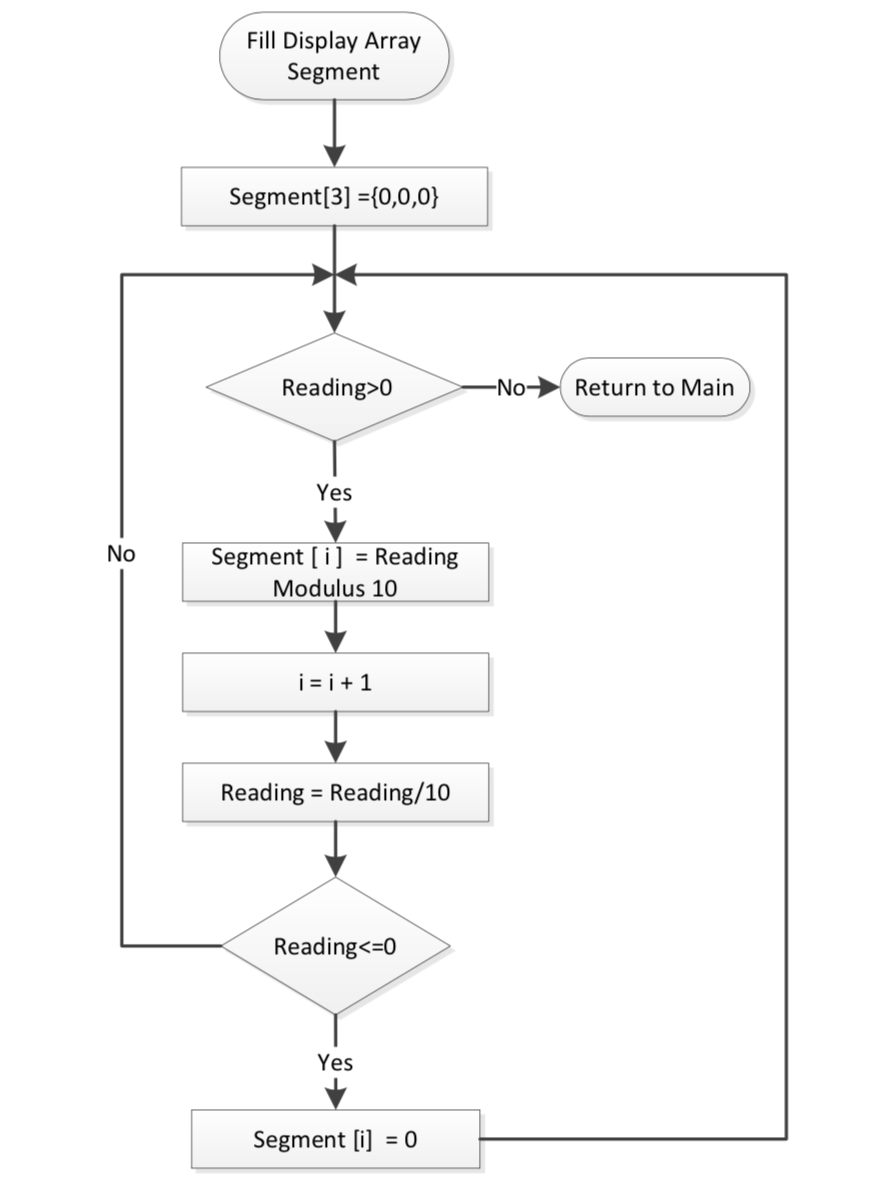 Fill Display Array
Segment
Segment[3] ={0,0,0}
Reading>0
No
Return to Main
Yes
Segment [ i ]  = Reading
Modulus 10
No
i = i + 1
Reading = Reading/10
Reading<=0
Yes
Segment [i]  = 0